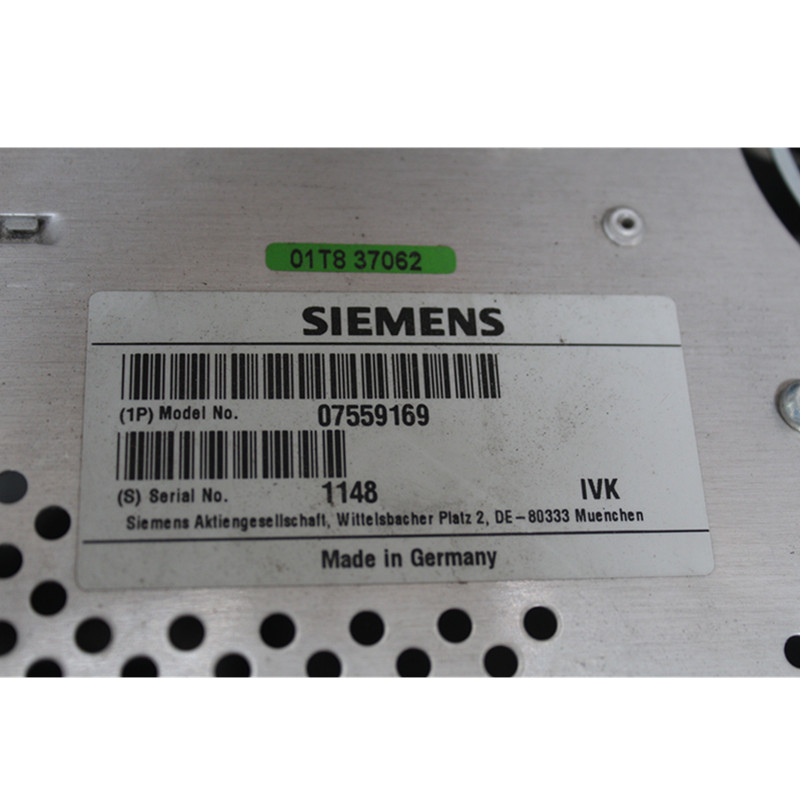 01T8 37062
SIEMENS
(1P) Model No. 07559169
(S) Serial No. 1148 IVK
Siemens Aktiengesellschaft, Wittelsbacher Platz 2, DE-80333 Muenchen
Made in Germany